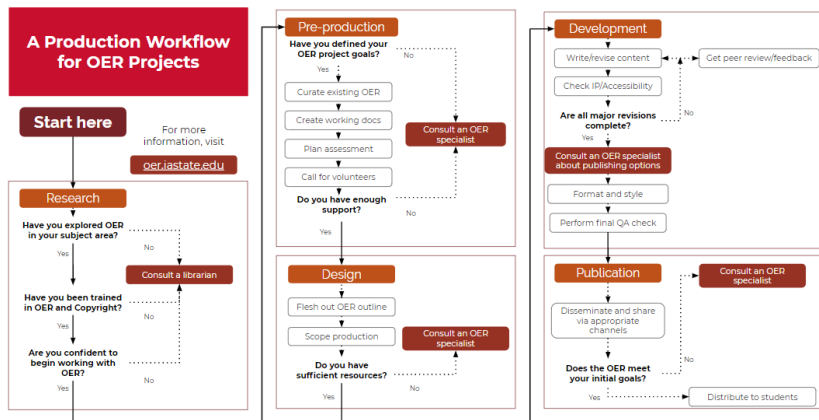 A Production Workflow
for OER Projects
Start here
For more
information, visit
oer.iastate.edu
Research
Have you explored OER
in your subject area?
No
Yes
Consult a librarian
Have you been trained
in OER and Copyright?
Yes
No
Are you confident to
begin working with
OER?
No
Yes
Pre-production
Have you defined your
OER project goals?
No
Yes
Curate existing OER
Create working docs
Consult an OER
specialist
Plan assessment
Call for volunteers
Do you have enough
support?
No
Yes
Design
Flesh out OER outline
Scope production
Consult an OER
specialist
Do you have
sufficient resources?
No
Yes
Development
Write/revise content
Get peer review/feedback
Check IP/Accessibility
No
Are all major revisions
complete?
Yes
Consult an OER specialist
about publishing options
Format and style
Perform final QA check
Publication
Consult an OER
specialist
Disseminate and share
via appropriate
channels
No
Does the OER meet
your initial goals?
Yes
Distribute to students